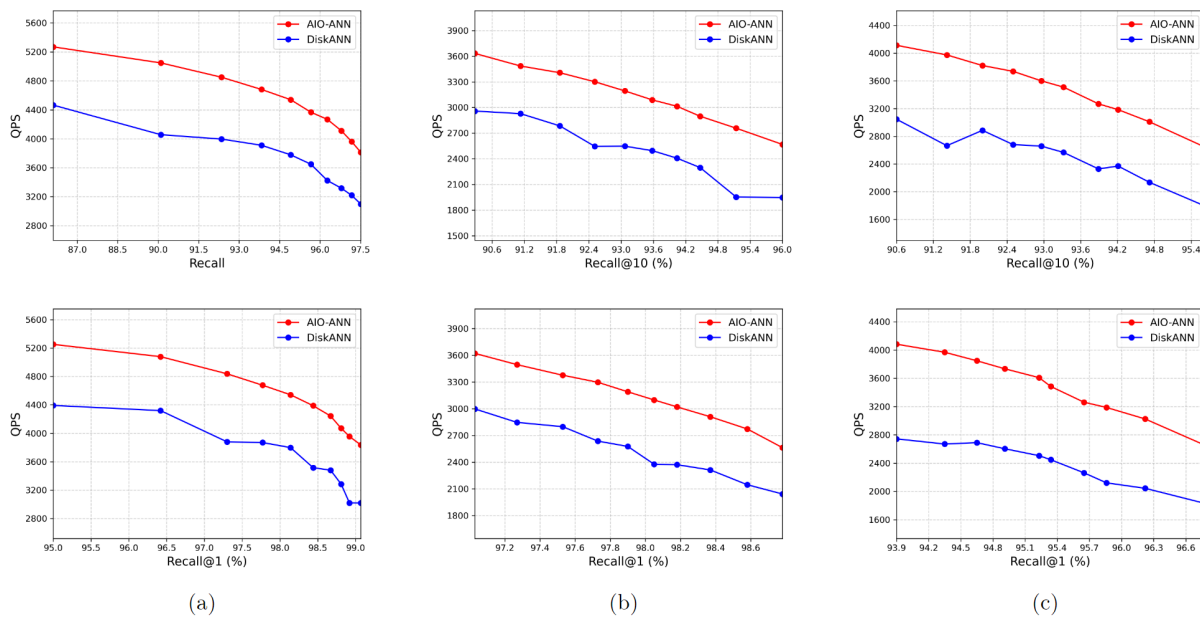 5600
5200
4800
4400
4000
3600
3200
2800
QPS
87.0 88.5 90.0 91.5 93.0 94.5 96.0 97.5
Recall
AIO-ANN
DiskANN
3900
3600
3300
3000
2700
2400
2100
1800
1500
QPS
90.6 91.2 91.8 92.4 93.0 93.6 94.2 94.8 95.4 96.0
Recall@10 (%)
AIO-ANN
DiskANN
4400
4000
3600
3200
2800
2400
2000
1600
QPS
90.6 91.2 91.8 92.4 93.0 93.6 94.2 94.8 95.4
Recall@10 (%)
AIO-ANN
DiskANN
5600
5200
4800
4400
4000
3600
3200
2800
QPS
95.0 95.5 96.0 96.5 97.0 97.5 98.0 98.5 99.0
Recall@1 (%)
AIO-ANN
DiskANN
3900
3600
3300
3000
2700
2400
2100
1800
QPS
97.2 97.4 97.6 97.8 98.0 98.2 98.4 98.6
Recall@1 (%)
AIO-ANN
DiskANN
4400
4000
3600
3200
2800
2400
2000
1600
QPS
93.9 94.2 94.5 94.8 95.1 95.4 95.7 96.0 96.3 96.6
Recall@1 (%)
AIO-ANN
DiskANN
(a)
(b)
(c)